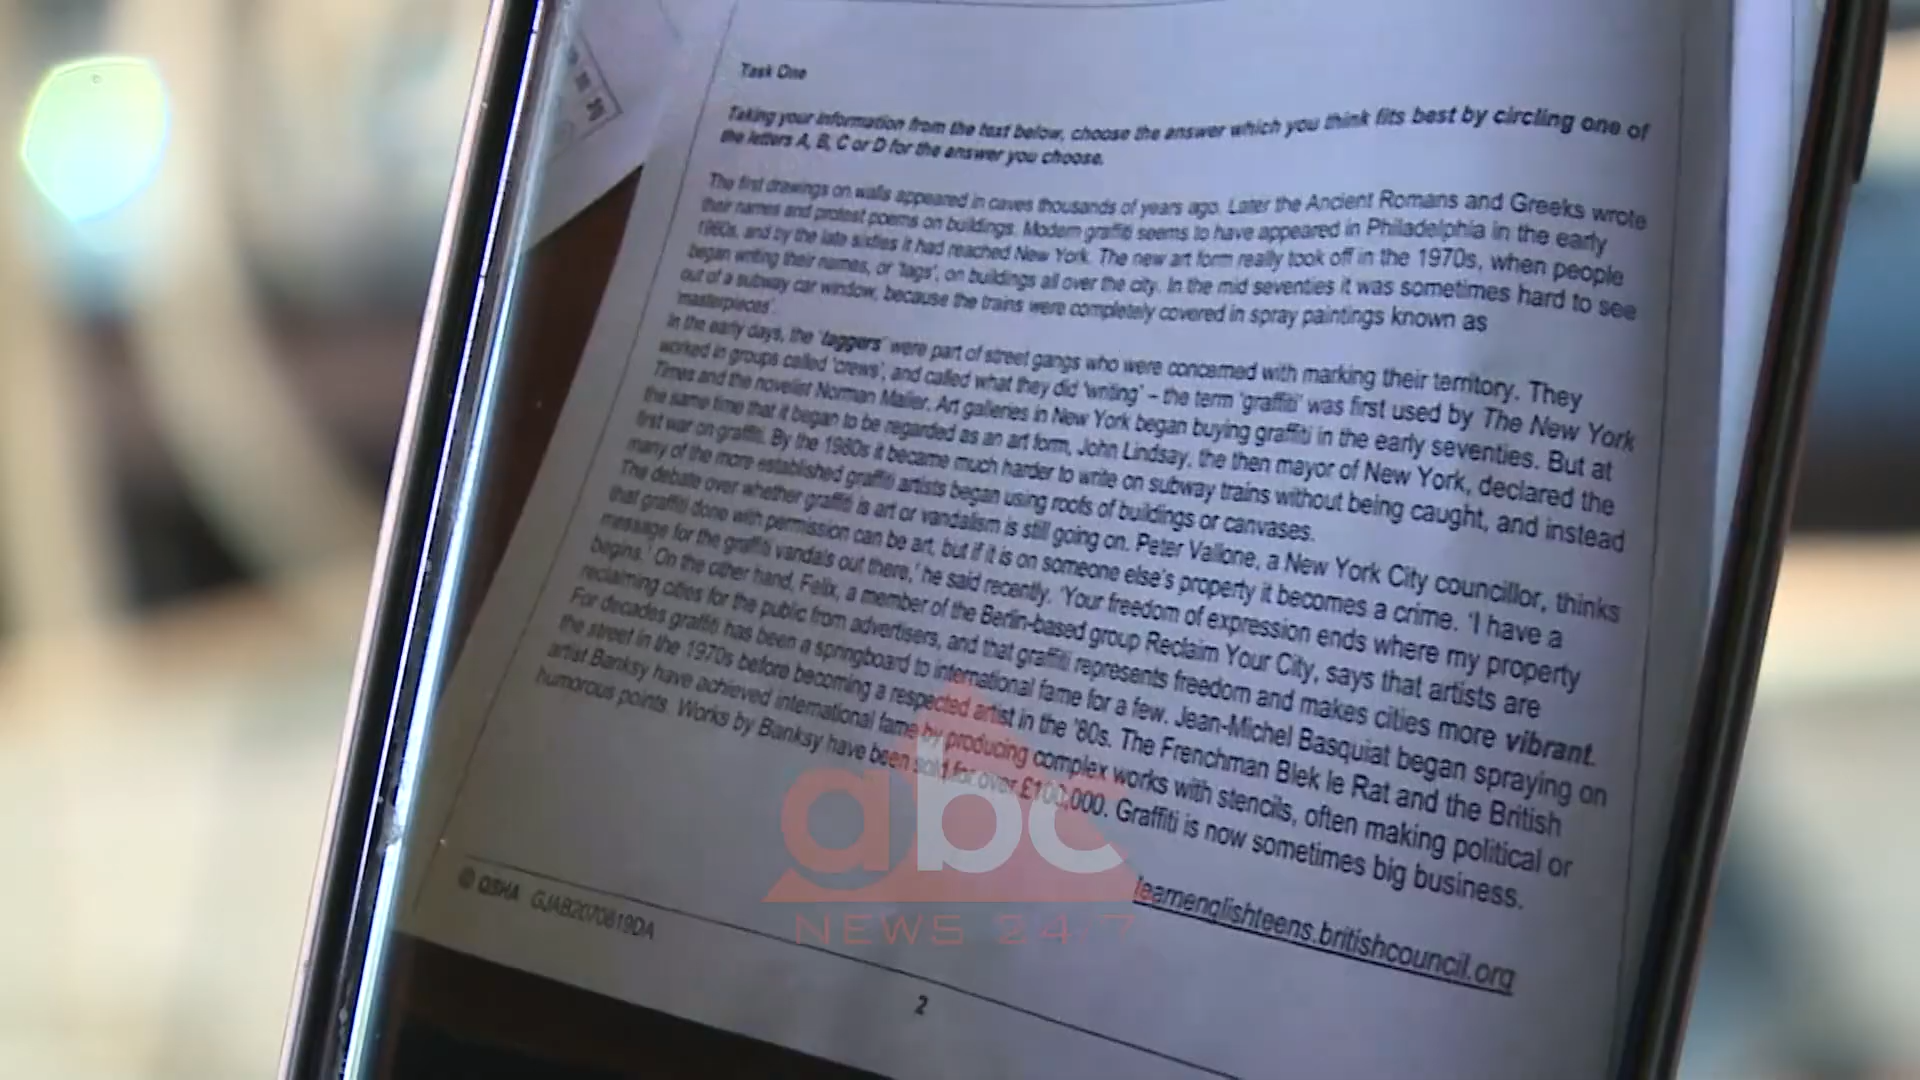 Task One
Taking your information from the text below, choose the answer which you think fits best by circling one of
the letters A, B, C or D for the answer you choose.
The first drawings on walls appeared in caves thousands of years ago. Later the Ancient Romans and Greeks wrote
their names and protest poems on buildings. Modern graffiti seems to have appeared in Philadelphia in the early
1960s, and by the late sixties it had reached New York. The new art form really took off in the 1970s, when people
began writing their names, or 'tags', on buildings all over the city. In the mid seventies it was sometimes hard to see
out of a subway car window, because the trains were completely covered in spray paintings known as
'masterpieces'.
In the early days, the 'taggers' were part of street gangs who were concerned with marking their territory. They
worked in groups called 'crews', and called what they did 'writing' – the term 'graffiti' was first used by The New York
Times and the novelist Norman Mailer. Art galleries in New York began buying graffiti in the early seventies. But at
the same time that it began to be regarded as an art form, John Lindsay, the then mayor of New York, declared the
first war on graffiti. By the 1980s it became much harder to write on subway trains without being caught, and instead
many of the more established graffiti artists began using roofs of buildings or canvases.
The debate over whether graffiti is art or vandalism is still going on. Peter Vallone, a New York City councillor, thinks
that graffiti done with permission can be art, but if it is on someone else's property it becomes a crime. 'I have a
message for the graffiti vandals out there,' he said recently. 'Your freedom of expression ends where my property
begins.' On the other hand, Felix, a member of the Berlin-based group Reclaim Your City, says that artists are
reclaiming cities for the public from advertisers, and that graffiti represents freedom and makes cities more vibrant.
For decades graffiti has been a springboard to international fame for a few. Jean-Michel Basquiat began spraying on
the street in the 1970s before becoming a respected artist in the '80s. The Frenchman Blek le Rat and the British
artist Banksy have achieved international fame by producing complex works with stencils, often making political or
humorous points. Works by Banksy have been sold for over £100,000. Graffiti is now sometimes big business.
learnenglishteens.britishcouncil.org
© QSHA GJAB2070619DA
2
abc
NEWS 24/7